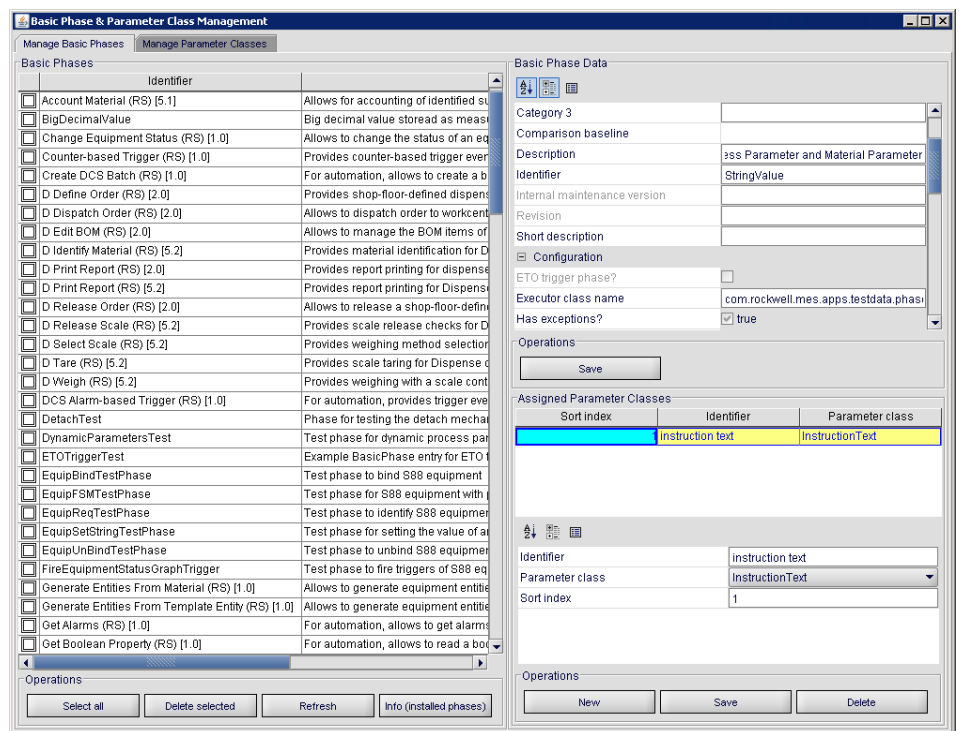 Basic Phase & Parameter Class Management
Manage Basic Phases Manage Parameter Classes
Basic Phases
Identifier
Account Material (RS) [5.1] Allows for accounting of identified su
BigDecimalValue Big decimal value storead as measu
Change Equipment Status (RS) [1.0] Allows to change the status of an eq
Counter-based Trigger (RS) [1.0] Provides counter-based trigger even
Create DCS Batch (RS) [1.0] For automation, allows to create a b
D Define Order (RS) [2.0] Provides shop-floor-defined dispens
D Dispatch Order (RS) [2.0] Allows to dispatch order to workcent
D Edit BOM (RS) [2.0] Allows to manage the BOM items of
D Identify Material (RS) [5.2] Provides material identification for D
D Print Report (RS) [2.0] Provides report printing for dispense
D Print Report (RS) [5.2] Provides report printing for Dispens
D Release Order (RS) [2.0] Allows to release a shop-floor-defin
D Release Scale (RS) [5.2] Provides scale release checks for D
D Select Scale (RS) [5.2] Provides weighing method selection
D Tare (RS) [5.2] Provides scale taring for Dispense o
D Weigh (RS) [5.2] Provides weighing with a scale cont
DCS Alarm-based Trigger (RS) [1.0] For automation, provides trigger eve
DetachTest Phase for testing the detach mechan
DynamicParametersTest Test phase for dynamic process par
ETOTriggerTest Example BasicPhase entry for ETO t
EquipBindTestPhase Test phase to bind S88 equipment
EquipFSMTestPhase Test phase for S88 equipment with p
EquipReqTestPhase Test phase to identify S88 equipmen
EquipSetStringTestPhase Test phase for setting the value of an
EquipUnBindTestPhase Test phase to unbind S88 equipmen
FireEquipmentStatusGraphTrigger Test phase to fire triggers of S88 eq
Generate Entities From Material (RS) [1.0] Allows to generate equipment entitie
Generate Entities From Template Entity (RS) [1.0] Allows to generate equipment entitie
Get Alarms (RS) [1.0] For automation, allows to get alarms
Get Boolean Property (RS) [1.0] For automation, allows to read a boo
Operations
Select all Delete selected Refresh Info (installed phases)
Basic Phase Data
Category 3
Comparison baseline
Description ess Parameter and Material Parameter
Identifier StringValue
Internal maintenance version
Revision
Short description
Configuration
ETO trigger phase?
Executor class name com.rockwell.mes.apps.testdata.phase
Has exceptions? true
Operations
Save
Assigned Parameter Classes
Sort index Identifier Parameter class
1 instruction text InstructionText
Identifier instruction text
Parameter class InstructionText
Sort index 1
Operations
New Save Delete